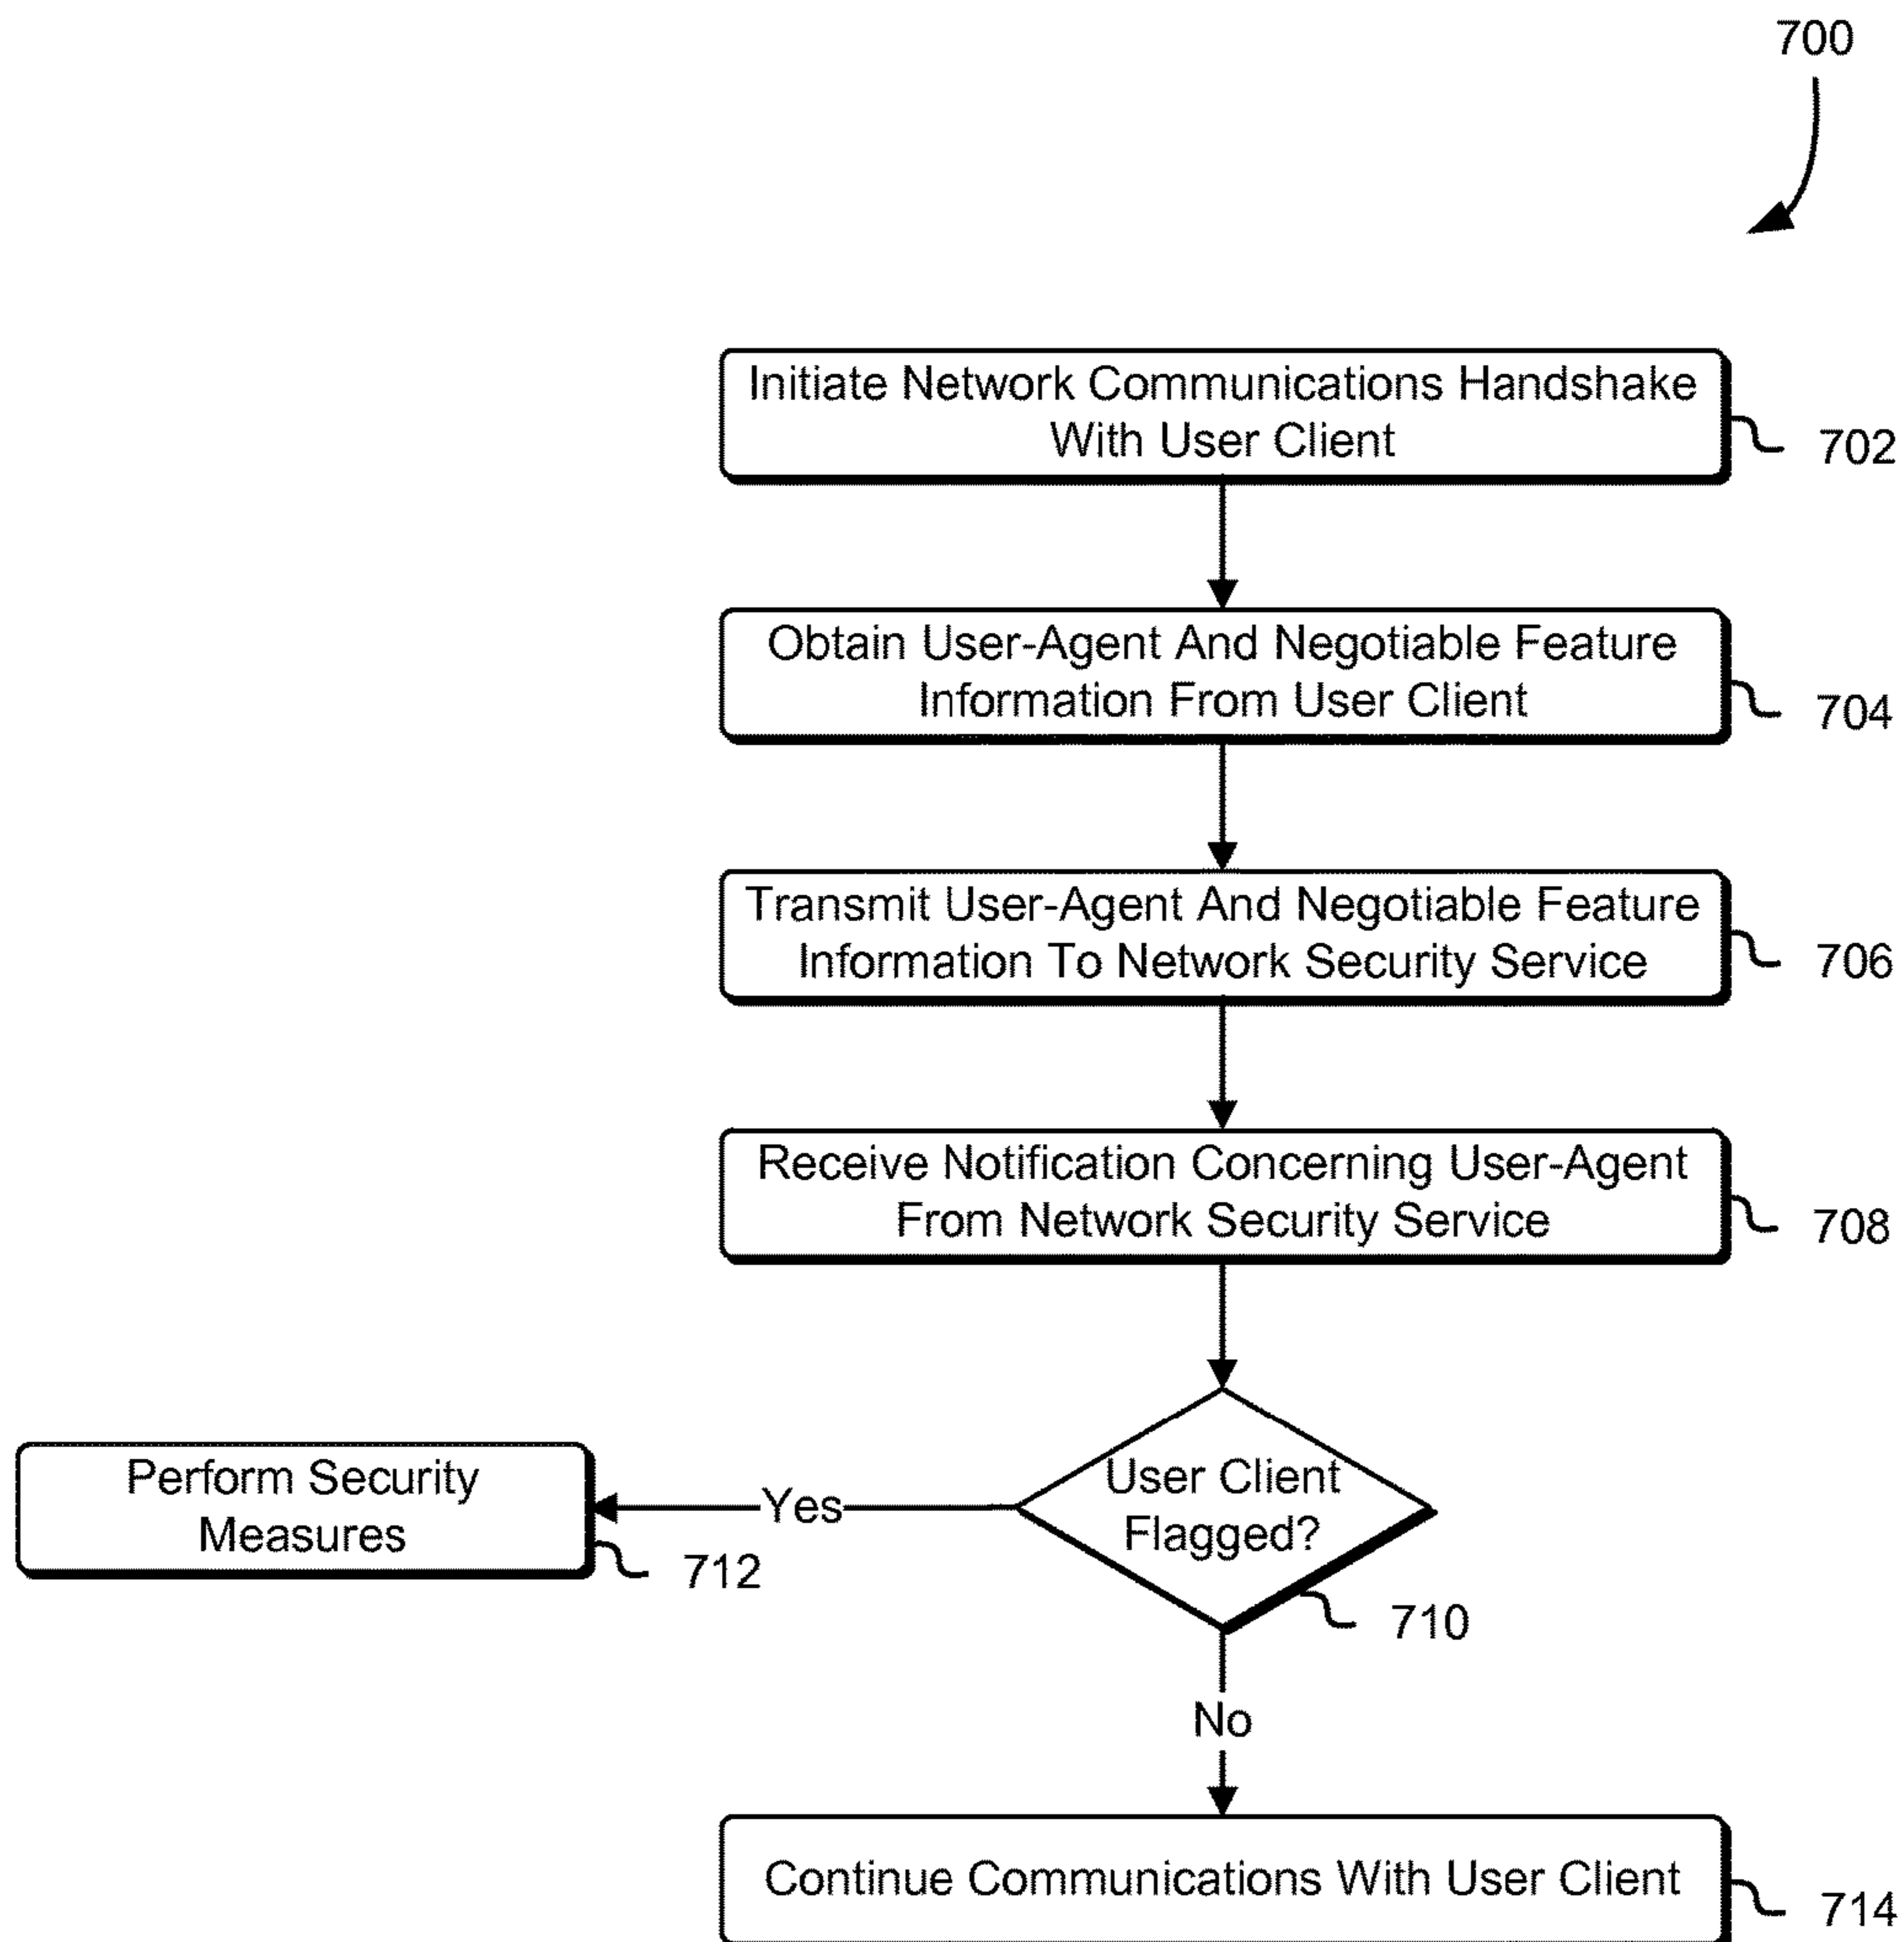 700
Initiate Network Communications Handshake
With User Client
702
Obtain User-Agent And Negotiable Feature
Information From User Client
704
Transmit User-Agent And Negotiable Feature
Information To Network Security Service
706
Receive Notification Concerning User-Agent
From Network Security Service
708
User Client
Flagged?
710
Yes
Perform Security
Measures
712
No
Continue Communications With User Client
714